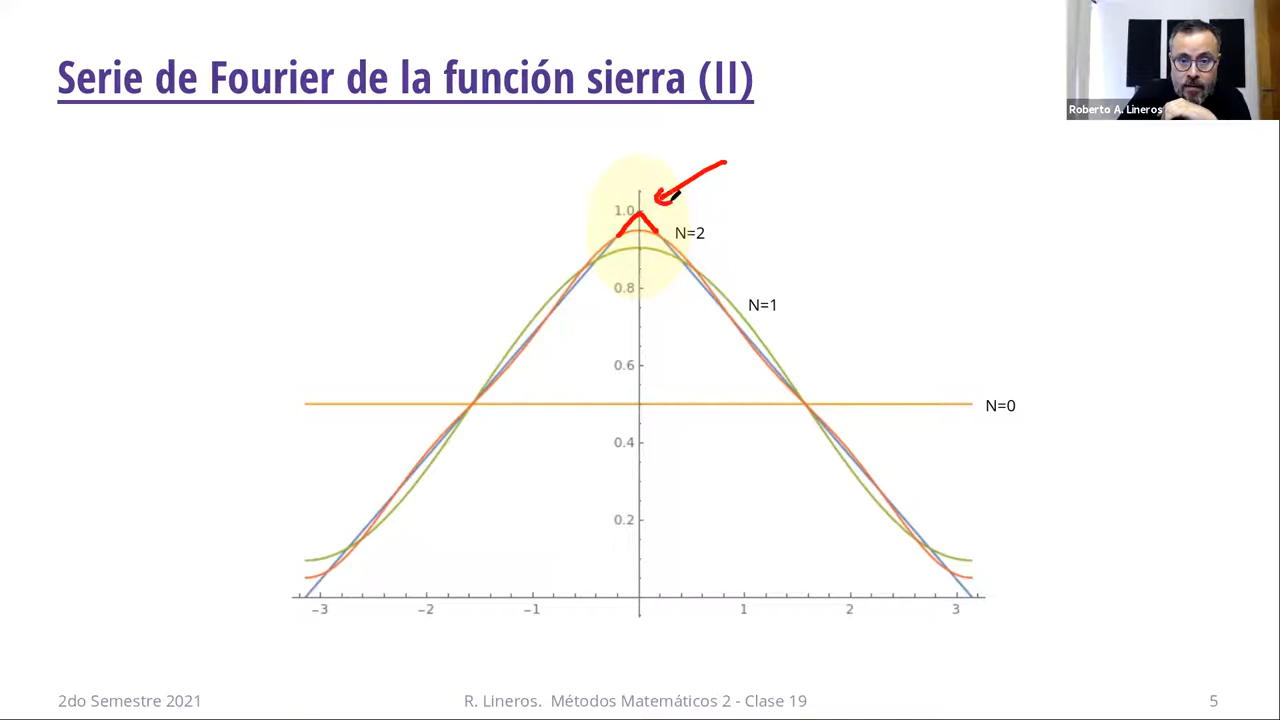 Serie de Fourier de la función sierra (II)
Roberto A. Lineros
1.0
N=2
0.8
N=1
0.6
N=0
0.4
0.2
−3 −2 −1 1 2 3
2do Semestre 2021 R. Lineros. Métodos Matemáticos 2 - Clase 19 5